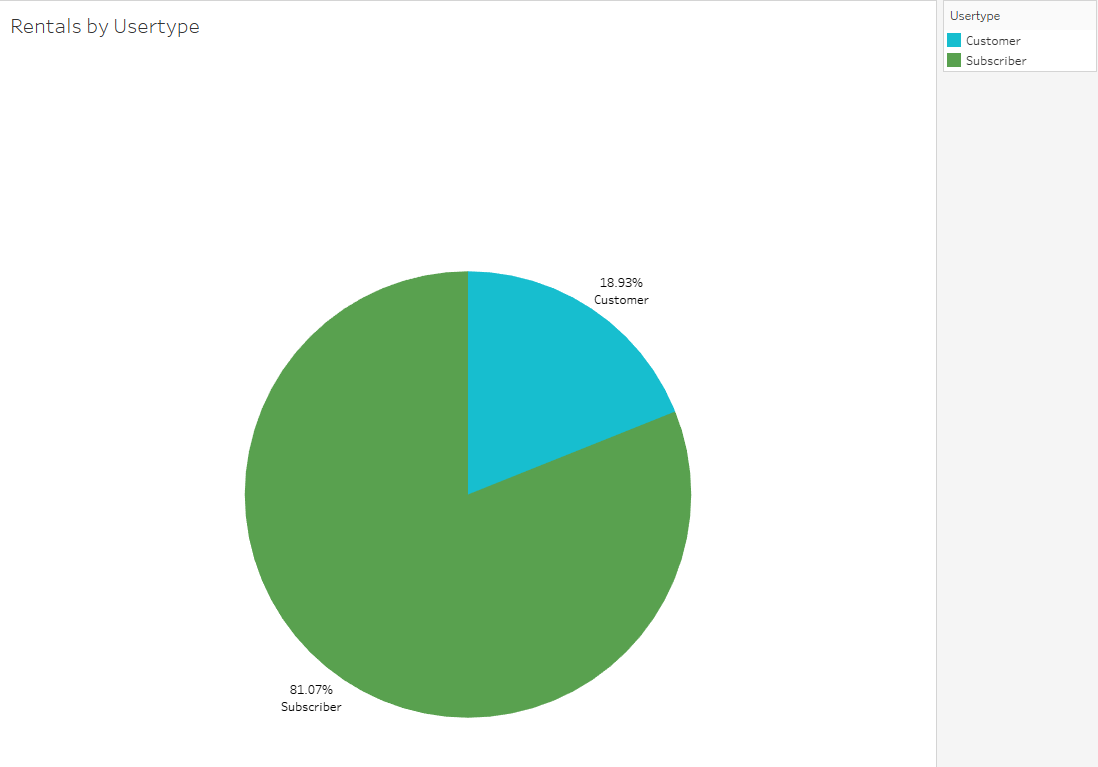 Rentals by Usertype
Usertype
Customer
Subscriber
18.93%
Customer
81.07%
Subscriber